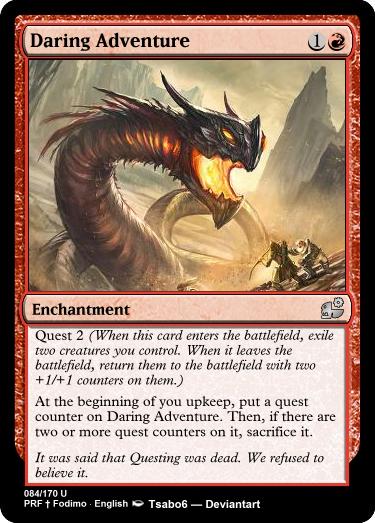 Daring Adventure 1
Enchantment
Quest 2 (When this card enters the battlefield, exile
two creatures you control. When it leaves the
battlefield, return them to the battlefield with two
+1/+1 counters on them.)
At the beginning of you upkeep, put a quest
counter on Daring Adventure. Then, if there are
two or more quest counters on it, sacrifice it.
It was said that Questing was dead. We refused to
believe it.
084/170 U
PRF † Fodimo · English Tsabo6 — Deviantart